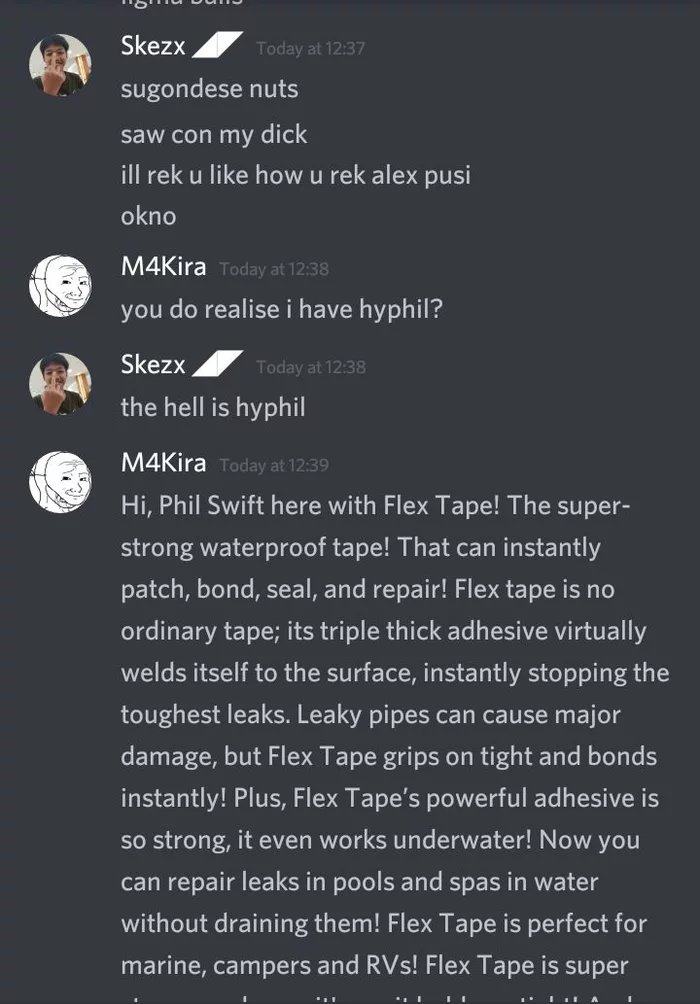 ligma balls
Skezx Today at 12:37
sugondese nuts
saw con my dick
ill rek u like how u rek alex pusi
okno
M4Kira Today at 12:38
you do realise i have hyphil?
Skezx Today at 12:38
the hell is hyphil
M4Kira Today at 12:39
Hi, Phil Swift here with Flex Tape! The super-
strong waterproof tape! That can instantly
patch, bond, seal, and repair! Flex tape is no
ordinary tape; its triple thick adhesive virtually
welds itself to the surface, instantly stopping the
toughest leaks. Leaky pipes can cause major
damage, but Flex Tape grips on tight and bonds
instantly! Plus, Flex Tape’s powerful adhesive is
so strong, it even works underwater! Now you
can repair leaks in pools and spas in water
without draining them! Flex Tape is perfect for
marine, campers and RVs! Flex Tape is super